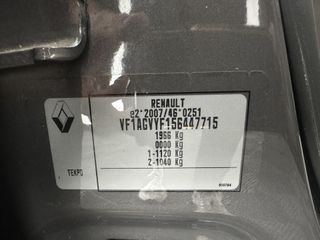 RENAULT
e2*2007/46*0251
VF1AGVYF156447715
1966 Kg
0000 Kg
1-1120 Kg
2-1040 Kg
TEKPO